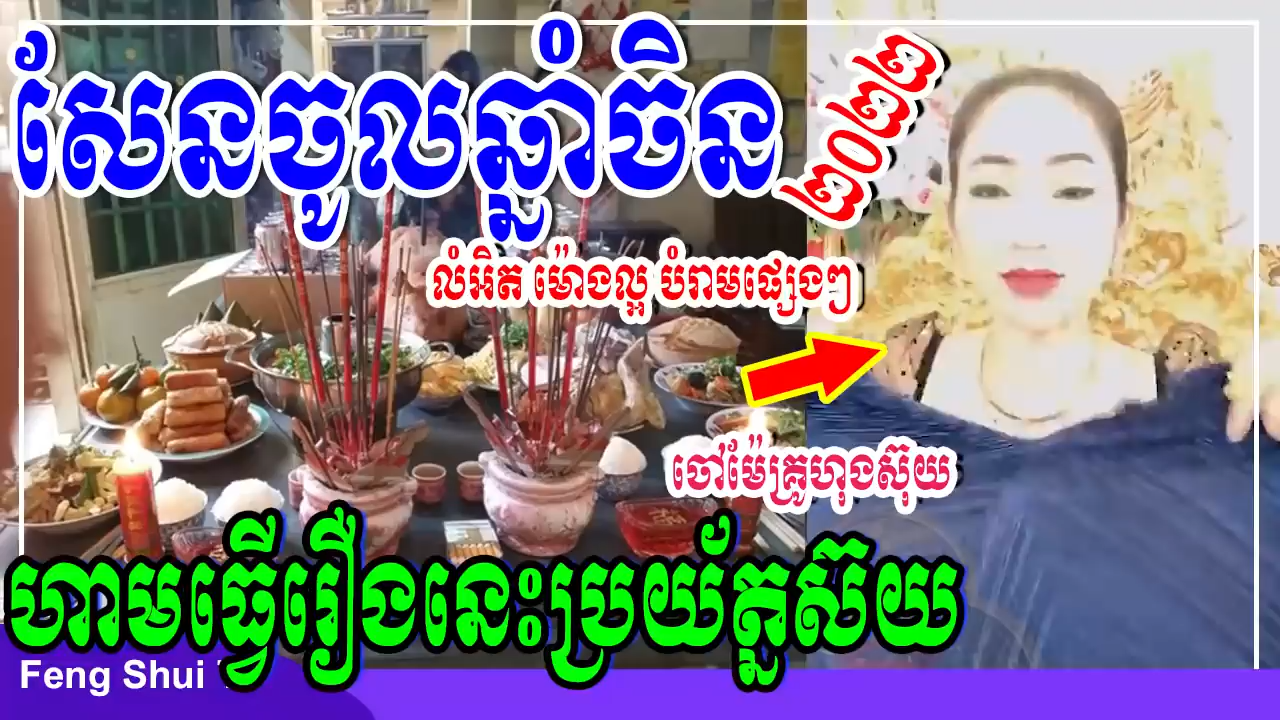 សែនចូលឆ្នាំចិន
២០២២
លំអិត ម៉ោងល្អ បំរាមផ្សេងៗ
ចៅម៉ែគ្រូហុងស៊ុយ
ហាមធ្វើរឿងនេះប្រយ័ត្នស៊យ
Feng Shui